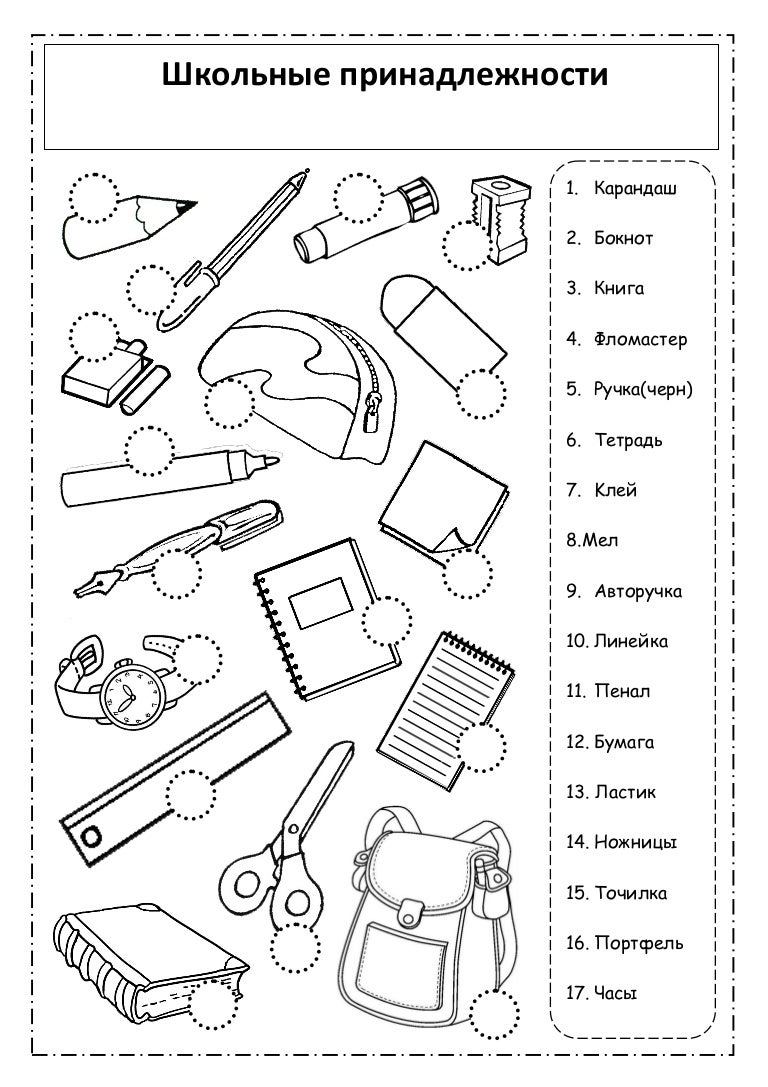 Школьные принадлежности
1. Карандаш
2. Бокнот
3. Книга
4. Фломастер
5. Ручка(черн)
6. Тетрадь
7. Клей
8.Мел
9. Авторучка
10. Линейка
11. Пенал
12. Бумага
13. Ластик
14. Ножницы
15. Точилка
16. Портфель
17. Часы